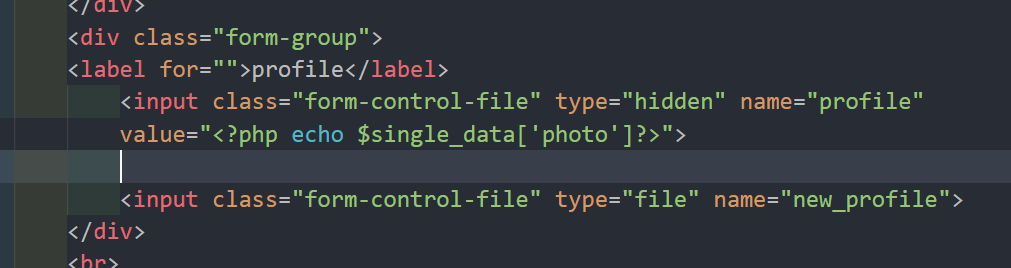 </div>
<div class="form-group">
<label for="">profile</label>
<input class="form-control-file" type="hidden" name="profile"
value="<?php echo $single_data['photo']?>">
<input class="form-control-file" type="file" name="new_profile">
</div>
<br>